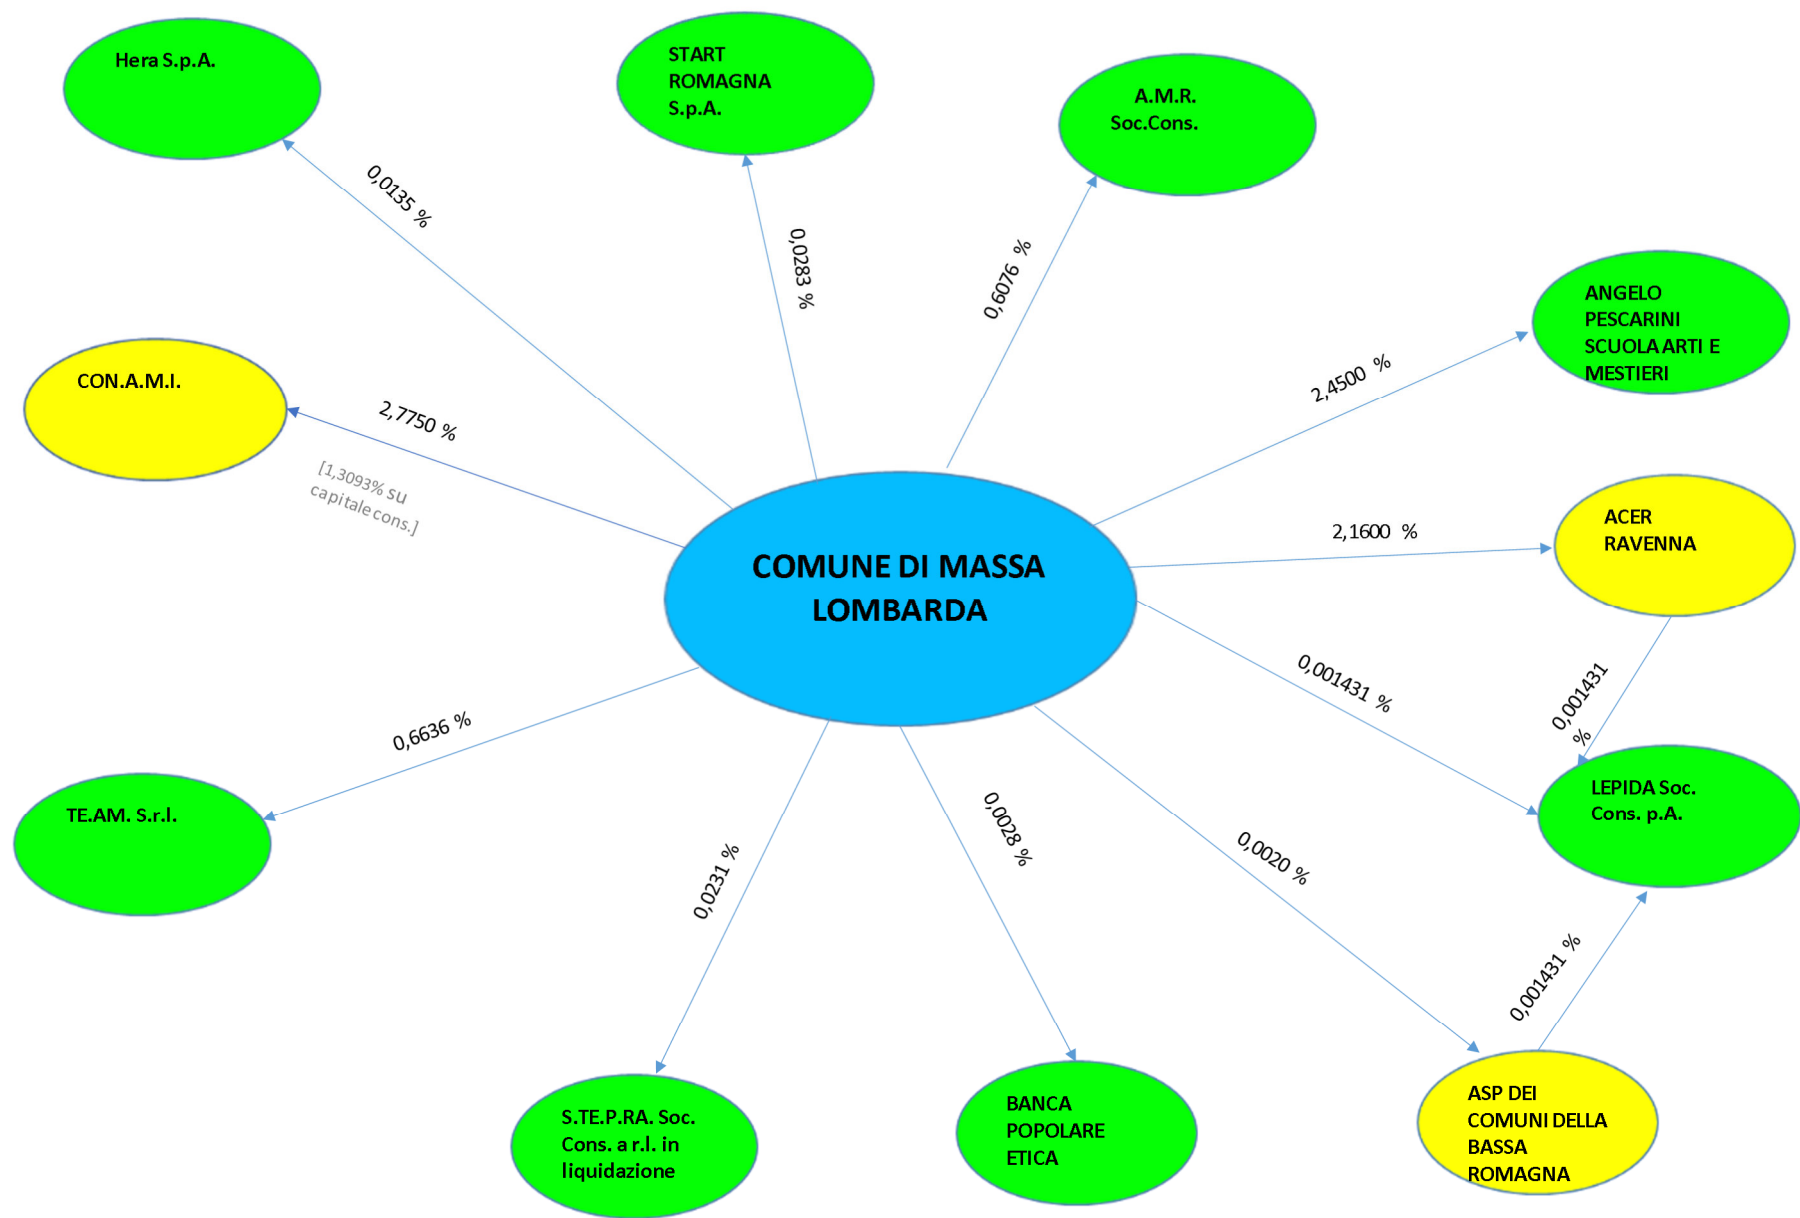 Hera S.p.A.
START
ROMAGNA
S.p.A.
A.M.R.
Soc.Cons.
0,0135 %
0,0283 %
0,6076 %
ANGELO
PESCARINI
SCUOLA ARTI E
MESTIERI
2,4500 %
CON.A.M.I.
2,7750 %
[1,3093% su
capitale cons.]
ACER
RAVENNA
2,1600 %
COMUNE DI MASSA
LOMBARDA
0,001431 %
0,001431
%
LEPIDA Soc.
Cons. p.A.
TE.AM. S.r.l.
0,6636 %
0,0231 %
0,0028 %
0,0020 %
0,001431 %
S.TE.P.RA. Soc.
Cons. a r.l. in
liquidazione
BANCA
POPOLARE
ETICA
ASP DEI
COMUNI DELLA
BASSA
ROMAGNA